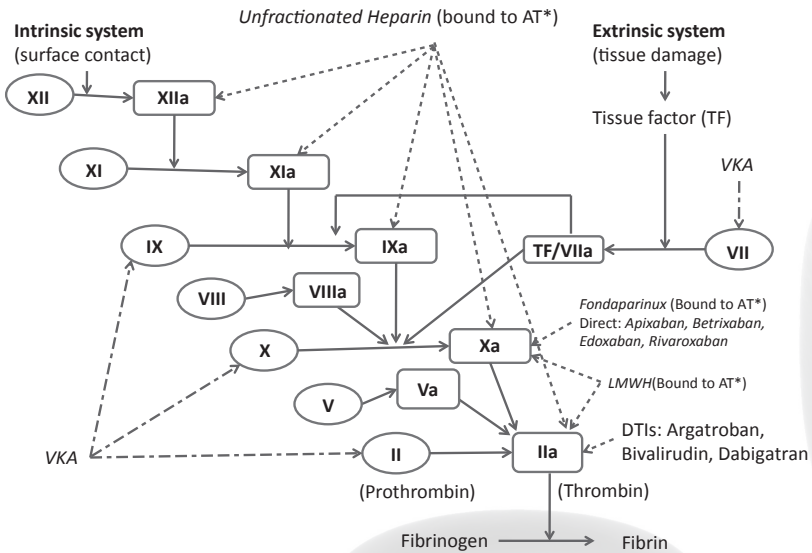 Unfractionated Heparin (bound to AT*)
Intrinsic system
(surface contact)
Extrinsic system
(tissue damage)
XII
XIIa
Tissue factor (TF)
XI
XIa
VKA
IX
IXa
TF/VIIa
VII
VIII
VIIIa
Fondaparinux (Bound to AT*)
Direct: Apixaban, Betrixaban,
Edoxaban, Rivaroxaban
X
Xa
LMWH(Bound to AT*)
V
Va
DTIs: Argatroban,
Bivalirudin, Dabigatran
VKA
II
IIa
(Prothrombin)
(Thrombin)
Fibrinogen
Fibrin